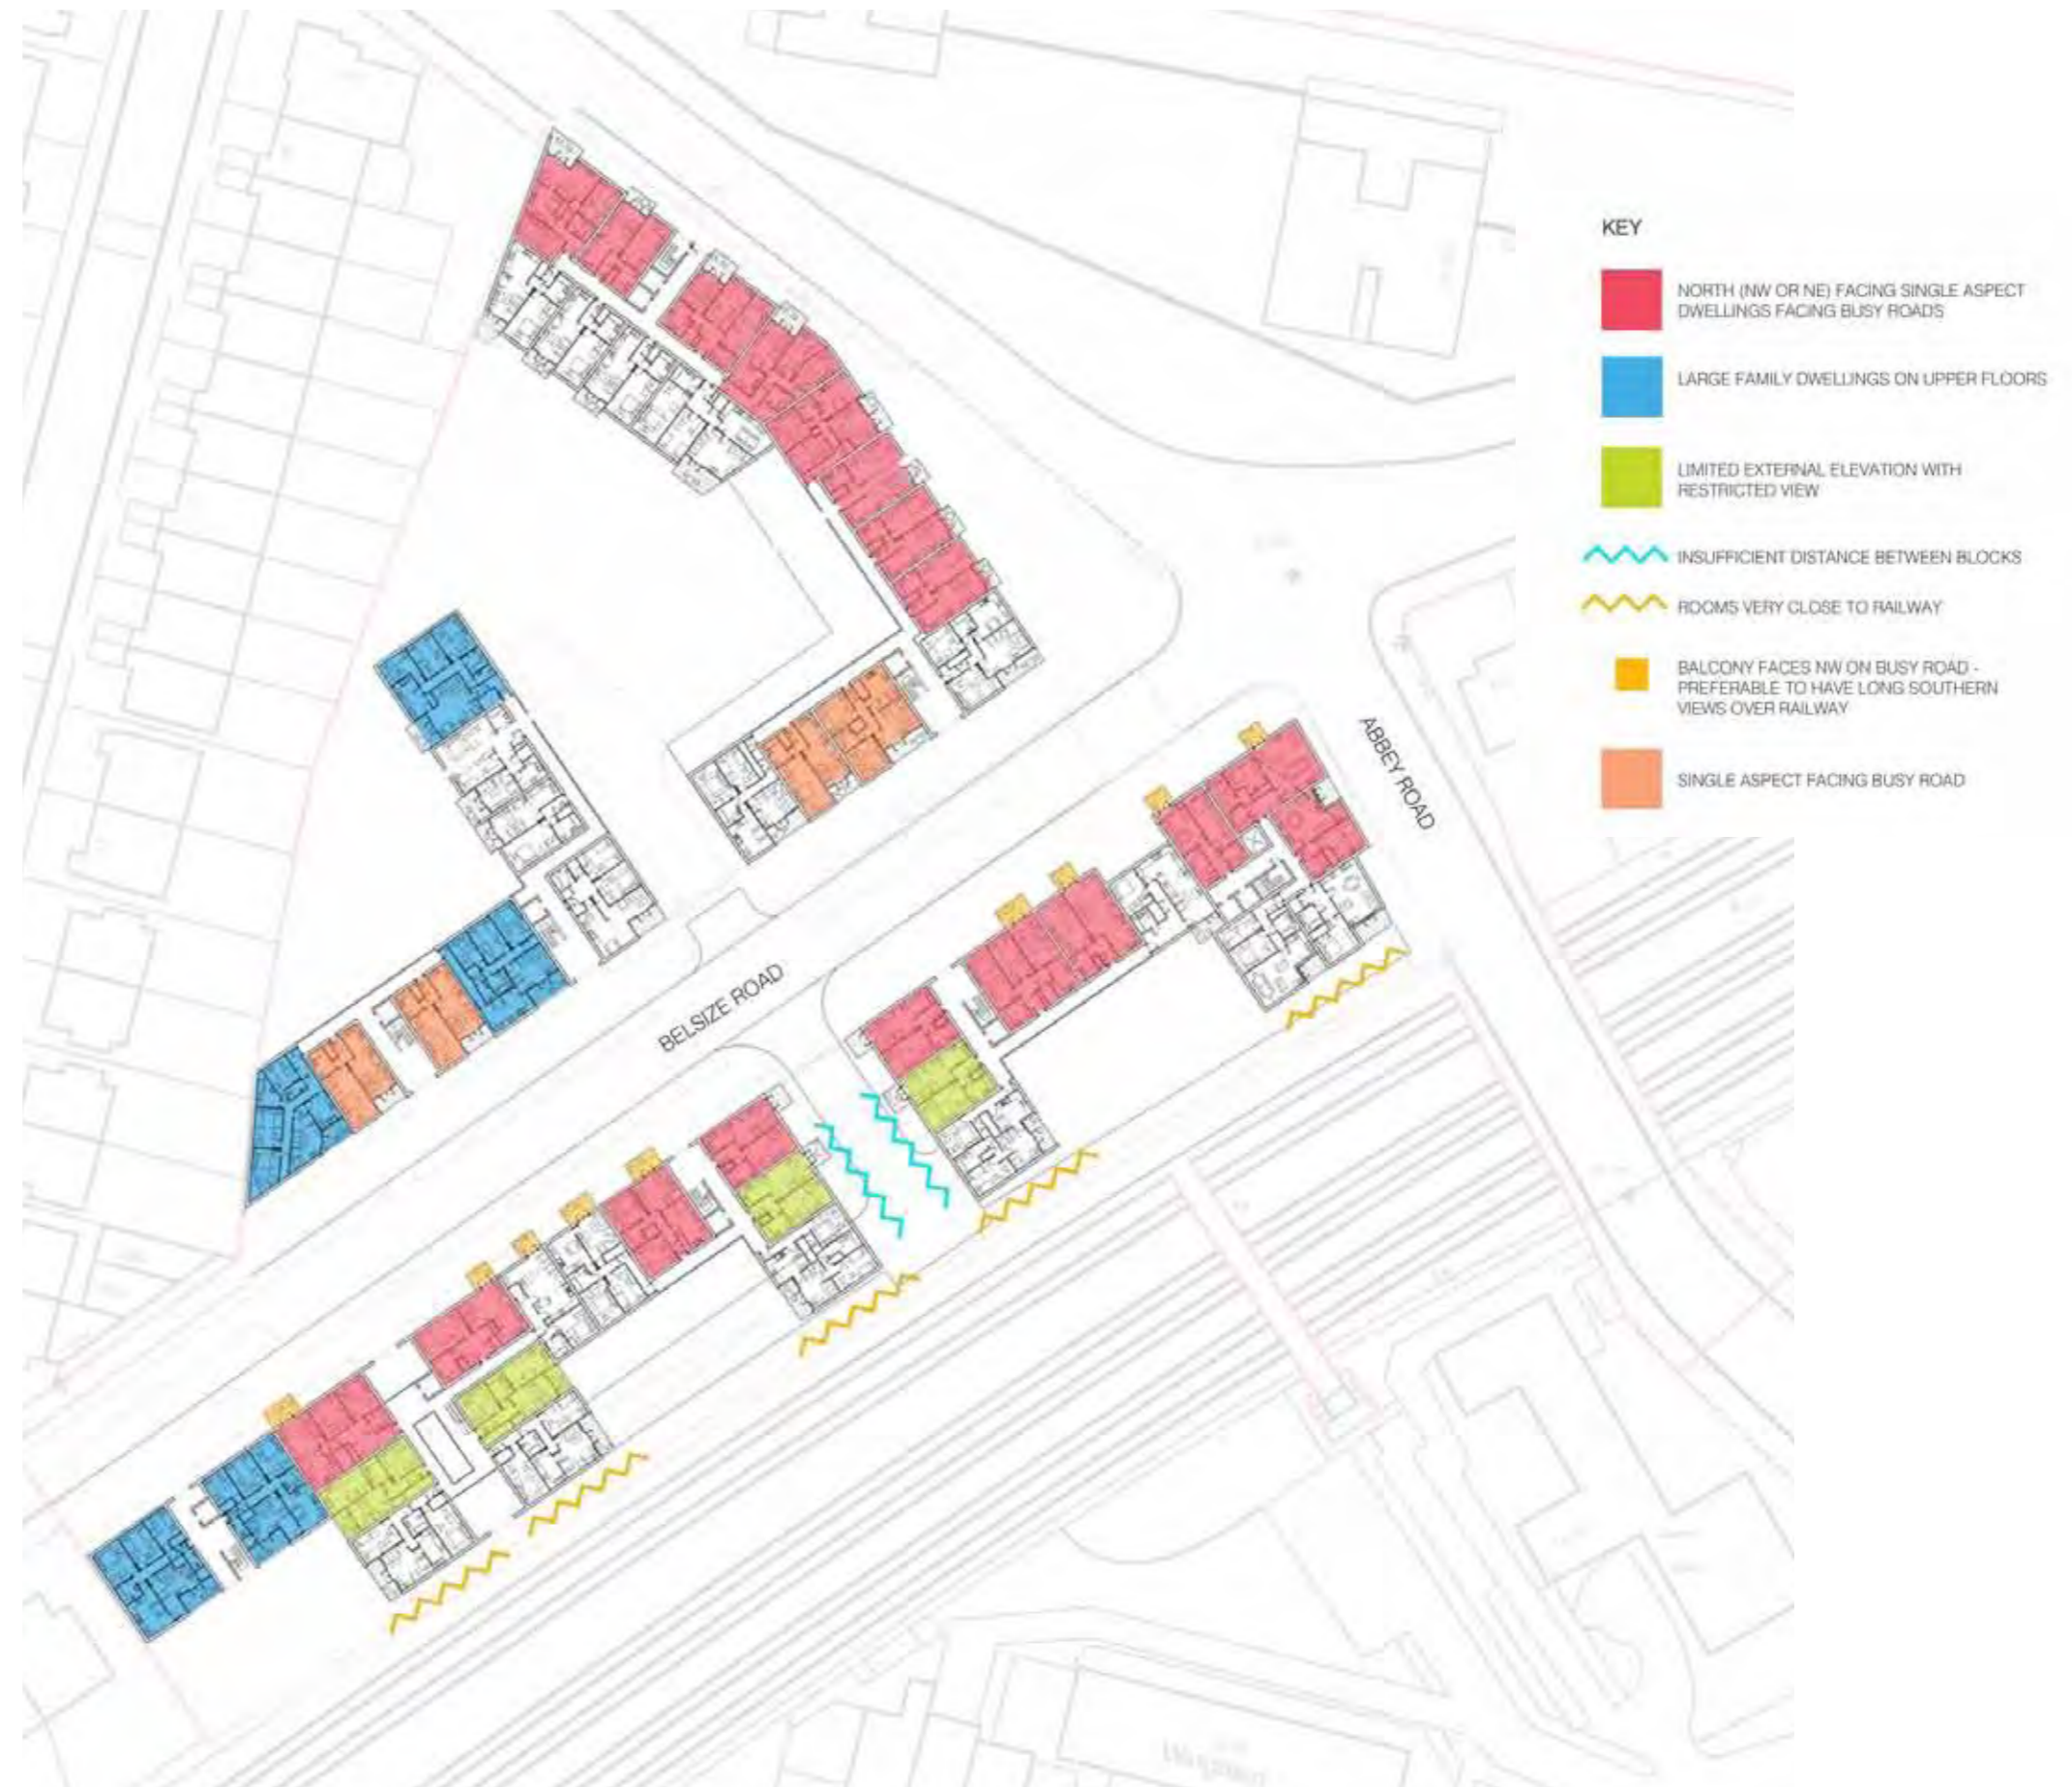 KEY
NORTH (NW OR NE) FACING SINGLE ASPECT
DWELLINGS FACING BUSY ROADS
LARGE FAMILY DWELLINGS ON UPPER FLOORS
LIMITED EXTERNAL ELEVATION WITH
RESTRICTED VIEW
INSUFFICIENT DISTANCE BETWEEN BLOCKS
ROOMS VERY CLOSE TO RAILWAY
BALCONY FACES NW ON BUSY ROAD -
PREFERABLE TO HAVE LONG SOUTHERN
VIEWS OVER RAILWAY
SINGLE ASPECT FACING BUSY ROAD
ABBEY ROAD
BELSIZE ROAD